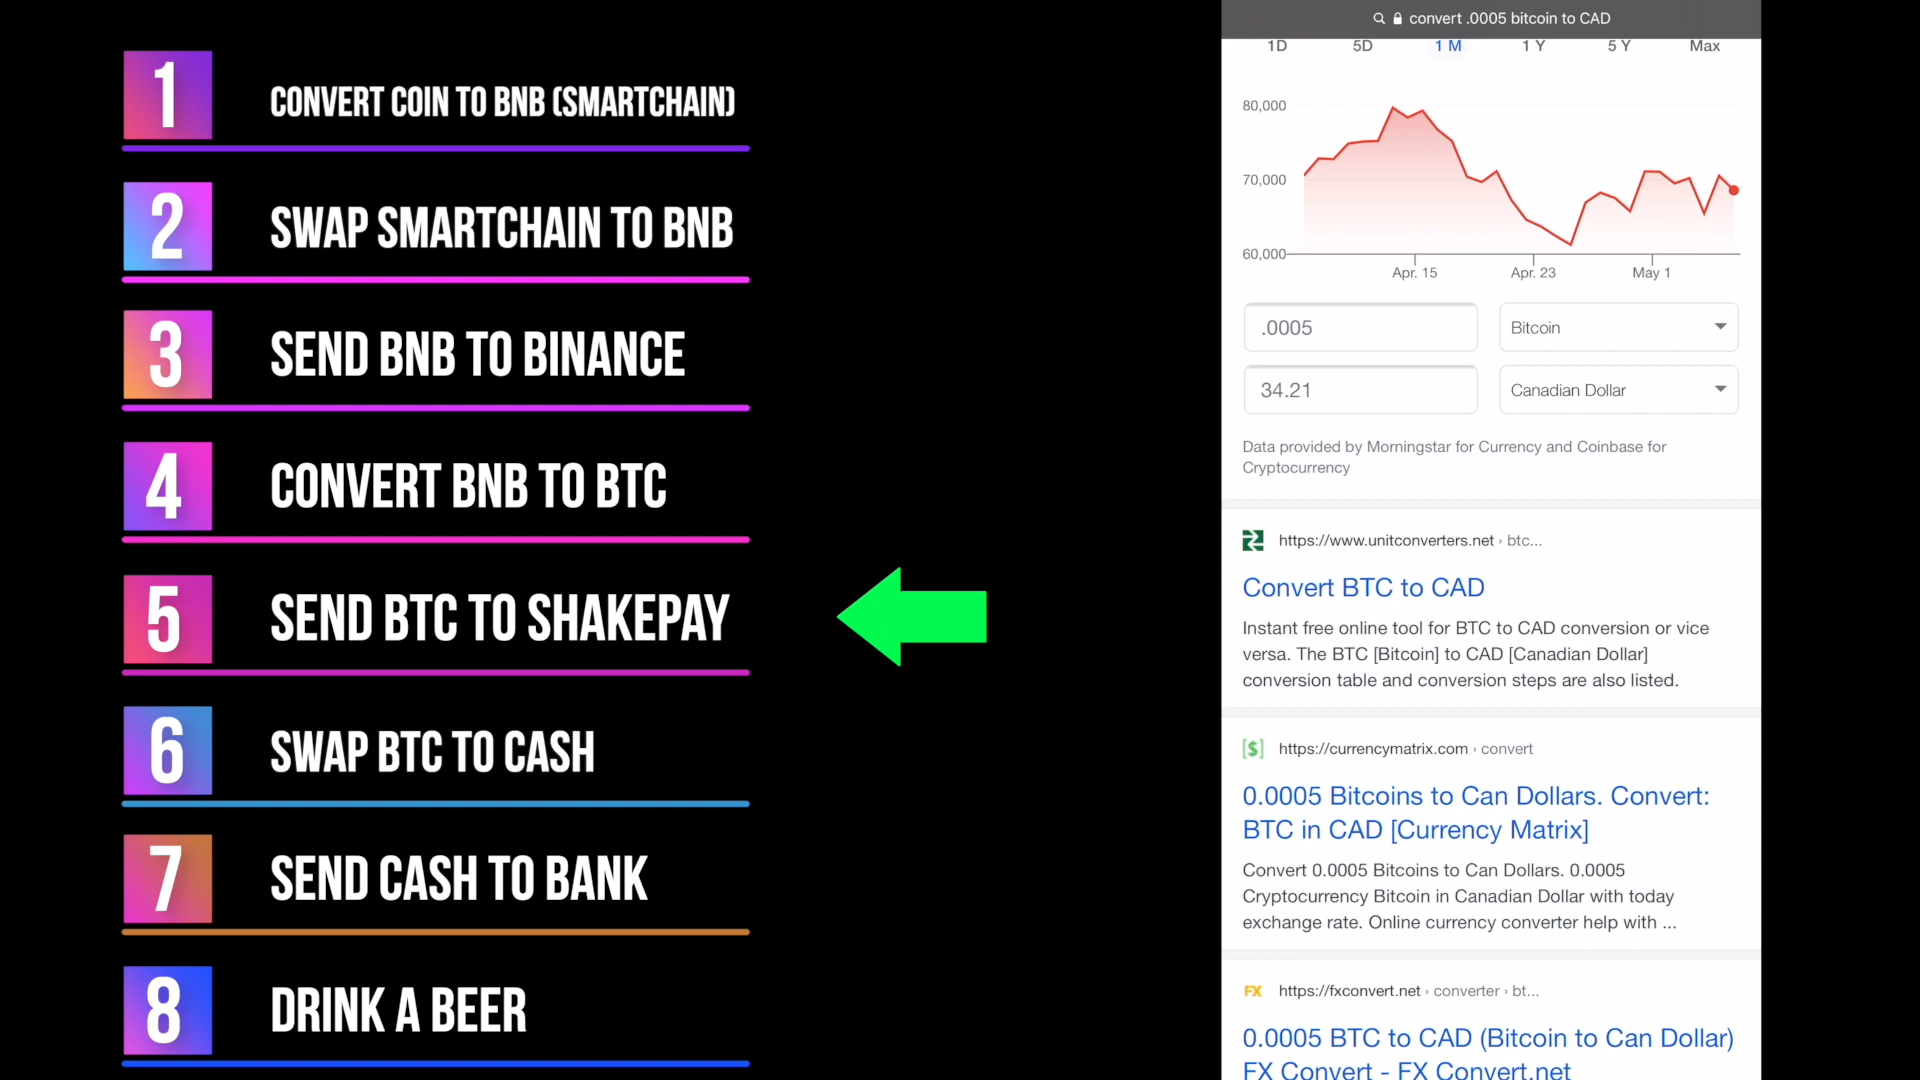 1 CONVERT COIN TO BNB (SMARTCHAIN)
2 SWAP SMARTCHAIN TO BNB
3 SEND BNB TO BINANCE
4 CONVERT BNB TO BTC
5 SEND BTC TO SHAKEPAY
6 SWAP BTC TO CASH
7 SEND CASH TO BANK
8 DRINK A BEER
convert .0005 bitcoin to CAD
1D 5D 1 M 1 Y 5 Y Max
80,000
70,000
60,000
Apr. 15 Apr. 23 May 1
.0005 Bitcoin
34.21 Canadian Dollar
Data provided by Morningstar for Currency and Coinbase for
Cryptocurrency
https://www.unitconverters.net › btc...
Convert BTC to CAD
Instant free online tool for BTC to CAD conversion or vice
versa. The BTC [Bitcoin] to CAD [Canadian Dollar]
conversion table and conversion steps are also listed.
[$] https://currencymatrix.com › convert
0.0005 Bitcoins to Can Dollars. Convert:
BTC in CAD [Currency Matrix]
Convert 0.0005 Bitcoins to Can Dollars. 0.0005
Cryptocurrency Bitcoin in Canadian Dollar with today
exchange rate. Online currency converter help with ...
FX https://fxconvert.net › converter › bt...
0.0005 BTC to CAD (Bitcoin to Can Dollar)
FX Convert - FX Convert.net